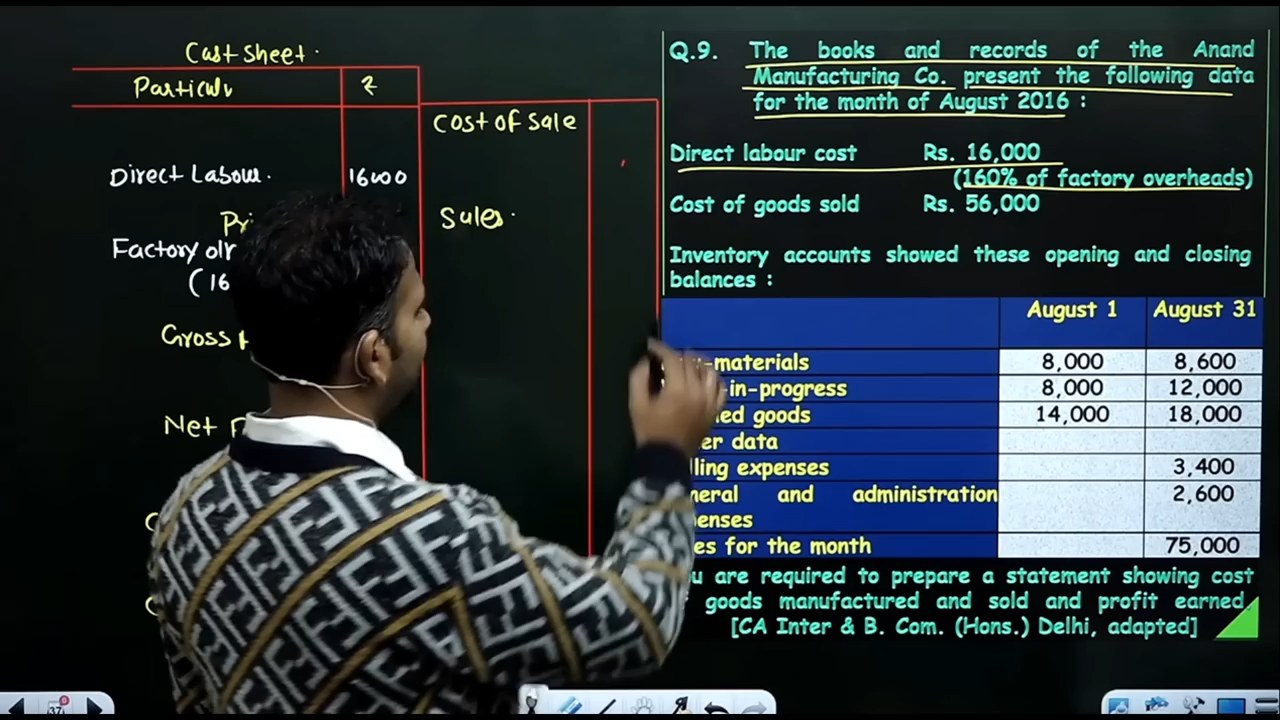 Cost Sheet.
Particulr ₹
Direct Labour. 16000
Factory
(16
Gross
Net
Cost OF Sale
Sales.
Q.9. The books and records of the Anand
Manufacturing Co. present the following data
for the month of August 2016 :
Direct labour cost Rs. 16,000
(160% of factory overheads)
Cost of goods sold Rs. 56,000
Inventory accounts showed these opening and closing
balances :
August 1 August 31
-materials 8,000 8,600
-in-progress 8,000 12,000
goods 14,000 18,000
data
expenses 3,400
and administration 2,600
for the month 75,000
are required to prepare a statement showing cost
goods manufactured and sold and profit earned.
[CA Inter & B. Com. (Hons.) Delhi, adapted]
37